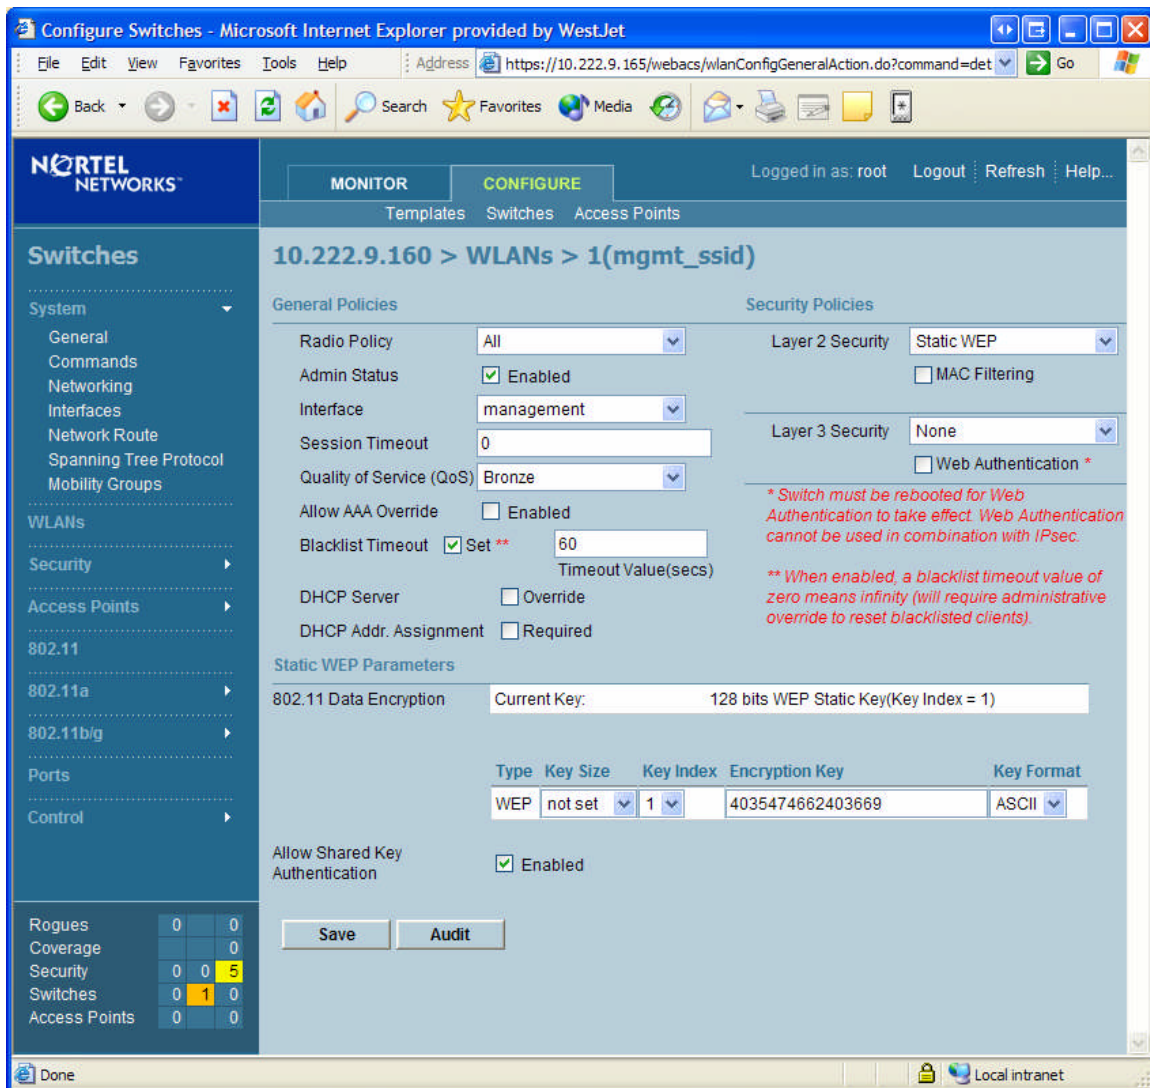 Configure Switches - Microsoft Internet Explorer provided by WestJet
File Edit View Favorites Tools Help Address https://10.222.9.165/webacs/wlanConfigGeneralAction.do?command=det Go
Back Search Favorites Media
NORTEL
NETWORKS
MONITOR CONFIGURE Logged in as: root Logout Refresh Help...
Templates Switches Access Points
Switches
System
General
Commands
Networking
Interfaces
Network Route
Spanning Tree Protocol
Mobility Groups
WLANs
Security
Access Points
802.11
802.11a
802.11b/g
Ports
Control
Rogues 0 0
Coverage 0
Security 0 0 5
Switches 0 1 0
Access Points 0 0
10.222.9.160 > WLANs > 1(mgmt_ssid)
General Policies
Radio Policy All
Admin Status Enabled
Interface management
Session Timeout 0
Quality of Service (QoS) Bronze
Allow AAA Override Enabled
Blacklist Timeout Set ** 60
Timeout Value(secs)
DHCP Server Override
DHCP Addr. Assignment Required
Security Policies
Layer 2 Security Static WEP
MAC Filtering
Layer 3 Security None
Web Authentication *
* Switch must be rebooted for Web
Authentication to take effect. Web Authentication
cannot be used in combination with IPsec.
** When enabled, a blacklist timeout value of
zero means infinity (will require administrative
override to reset blacklisted clients).
Static WEP Parameters
802.11 Data Encryption Current Key: 128 bits WEP Static Key(Key Index = 1)
Type Key Size Key Index Encryption Key Key Format
WEP not set 1 4035474662403669 ASCII
Allow Shared Key
Authentication
Enabled
Save Audit
Done Local intranet